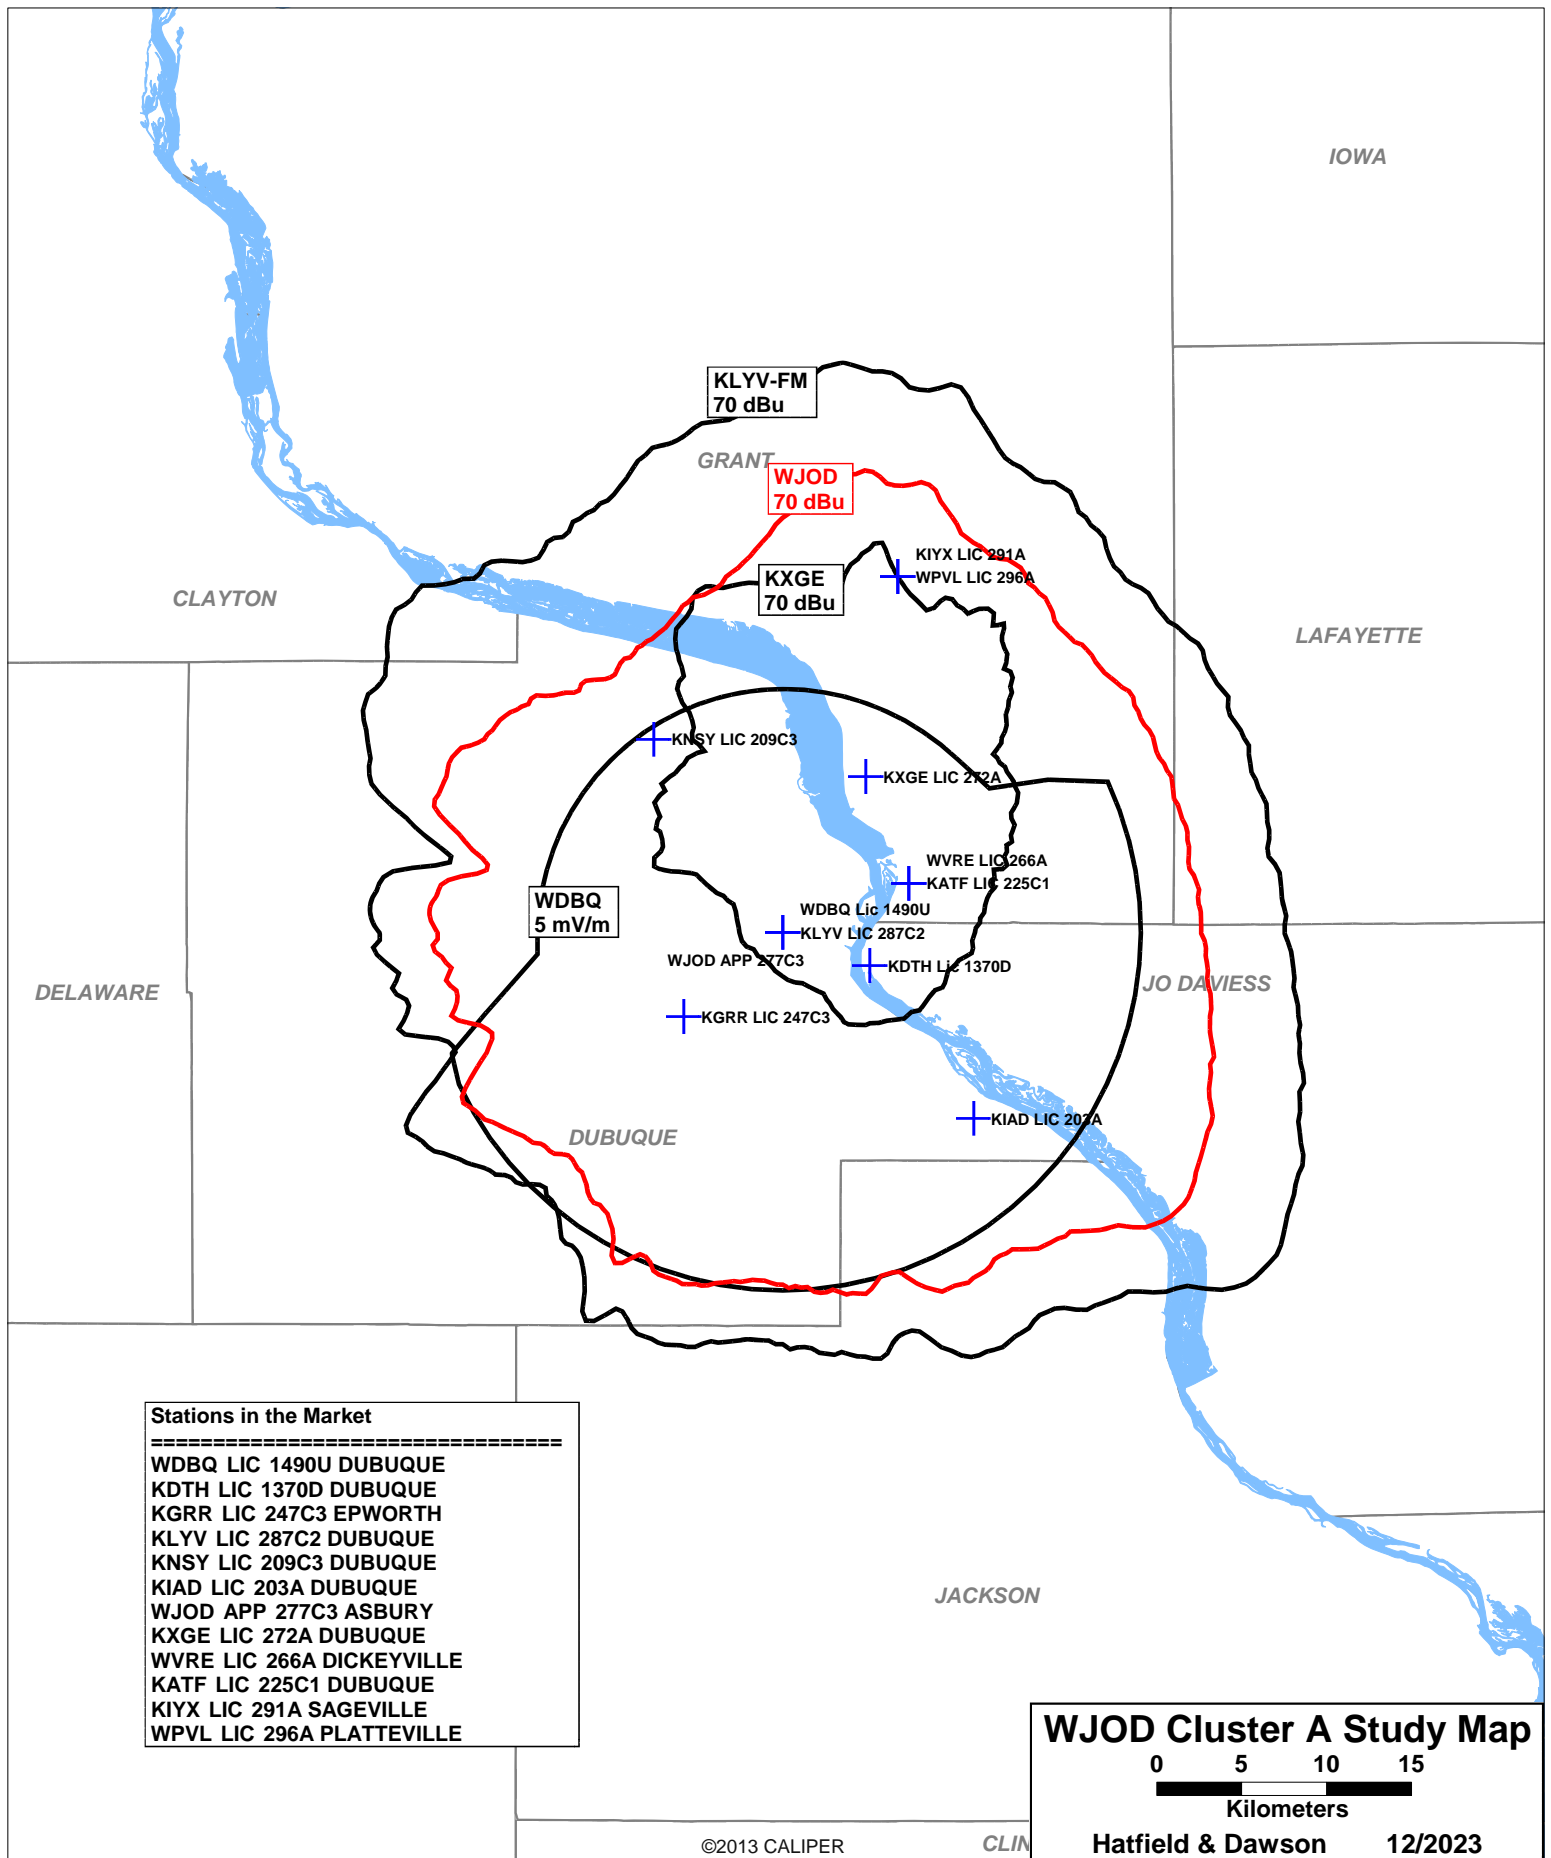 IOWA
KLYV-FM
70 dBu
GRANT
WJOD
70 dBu
KIYX LIC 291A
WPVL LIC 296A
KXGE
70 dBu
CLAYTON
LAFAYETTE
KNSY LIC 209C3
KXGE LIC 272A
WVRE LIC 266A
KATF LIC 225C1
WDBQ
5 mV/m
WDBQ Lic 1490U
KLYV LIC 287C2
WJOD APP 277C3
KDTH Lic 1370D
DELAWARE
JO DAVIESS
KGRR LIC 247C3
KIAD LIC 203A
DUBUQUE
Stations in the Market
=================================
WDBQ LIC 1490U DUBUQUE
KDTH LIC 1370D DUBUQUE
KGRR LIC 247C3 EPWORTH
KLYV LIC 287C2 DUBUQUE
KNSY LIC 209C3 DUBUQUE
KIAD LIC 203A DUBUQUE
WJOD APP 277C3 ASBURY
KXGE LIC 272A DUBUQUE
WVRE LIC 266A DICKEYVILLE
KATF LIC 225C1 DUBUQUE
KIYX LIC 291A SAGEVILLE
WPVL LIC 296A PLATTEVILLE
JACKSON
WJOD Cluster A Study Map
0 5 10 15
Kilometers
Hatfield & Dawson 12/2023
©2013 CALIPER
CLIN